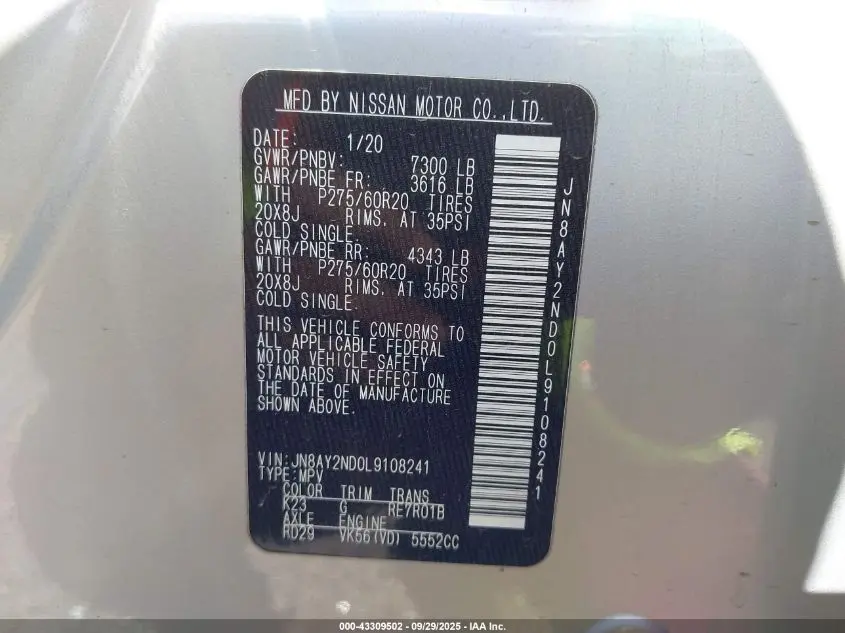 MFD BY NISSAN MOTOR CO.,LTD.
DATE: 1/20
GVWR/PNBV: 7300 LB
GAWR/PNBE FR: 3616 LB
WITH P275/60R20 TIRES
20X8J RIMS, AT 35PSI
COLD SINGLE.
GAWR/PNBE RR: 4343 LB
WITH P275/60R20 TIRES
20X8J RIMS, AT 35PSI
COLD SINGLE.
THIS VEHICLE CONFORMS TO
ALL APPLICABLE FEDERAL
MOTOR VEHICLE SAFETY
STANDARDS IN EFFECT ON
THE DATE OF MANUFACTURE
SHOWN ABOVE.
VIN:JN8AY2ND0L9108241
TYPE:MPV
COLOR TRIM TRANS
K23 G RE7R01B
AXLE ENGINE
RD29 VK56(VD) 5552CC
JN8AY2ND0L9108241
000-43309502 - 09/29/2025 - IAA Inc.